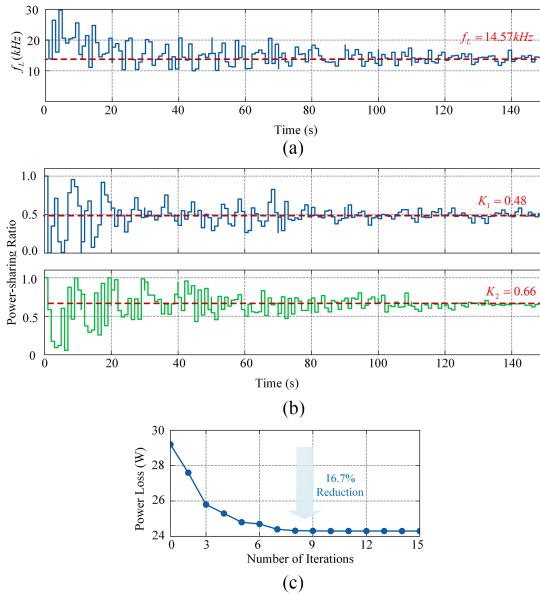 30
20
10
f_L (kHz)
f_L = 14.57kHz
0 20 40 60 80 100 120 140
Time (s)
(a)
1.0
0.5
0.0
K_1 = 0.48
Power-sharing Ratio
1.0
0.5
0
K_2 = 0.66
0 20 40 60 80 100 120 140
Time (s)
(b)
30
28
26
24
Power Loss (W)
16.7%
Reduction
0 3 6 9 12 15
Number of Iterations
(c)